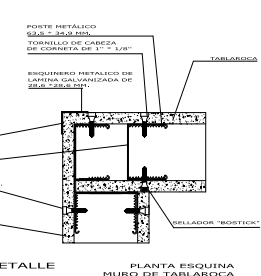 POSTE METÁLICO
63.5 * 34.9 MM.
TORNILLO DE CABEZA
DE CORNETA DE 1" * 1/8"
TABLAROCA
ESQUINERO METALICO DE
LAMINA GALVANIZADA DE
28.6 *28.6 MM.
SELLADOR "BOSTICK"
ETALLE
PLANTA ESQUINA
MURO DE TABLAROCA